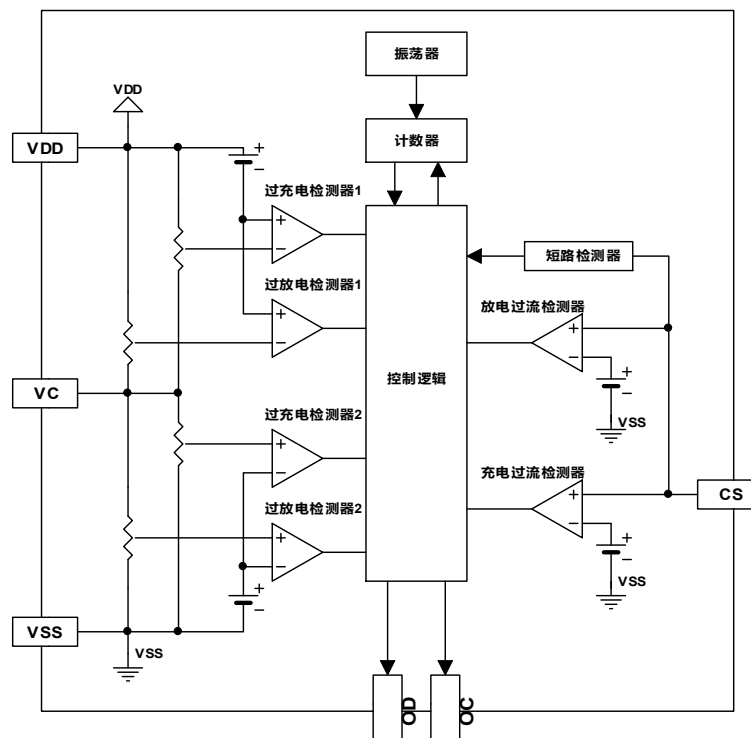 振荡器
VDD
计数器
VDD
+
−
过充电检测器1
+
−
短路检测器
过放电检测器1
放电过流检测器
+
−
+
−
控制逻辑
+
−
VC
VSS
过充电检测器2
+
−
充电过流检测器
+
−
CS
过放电检测器2
+
−
+
−
+
−
VSS
VSS
VSS
OD
OC